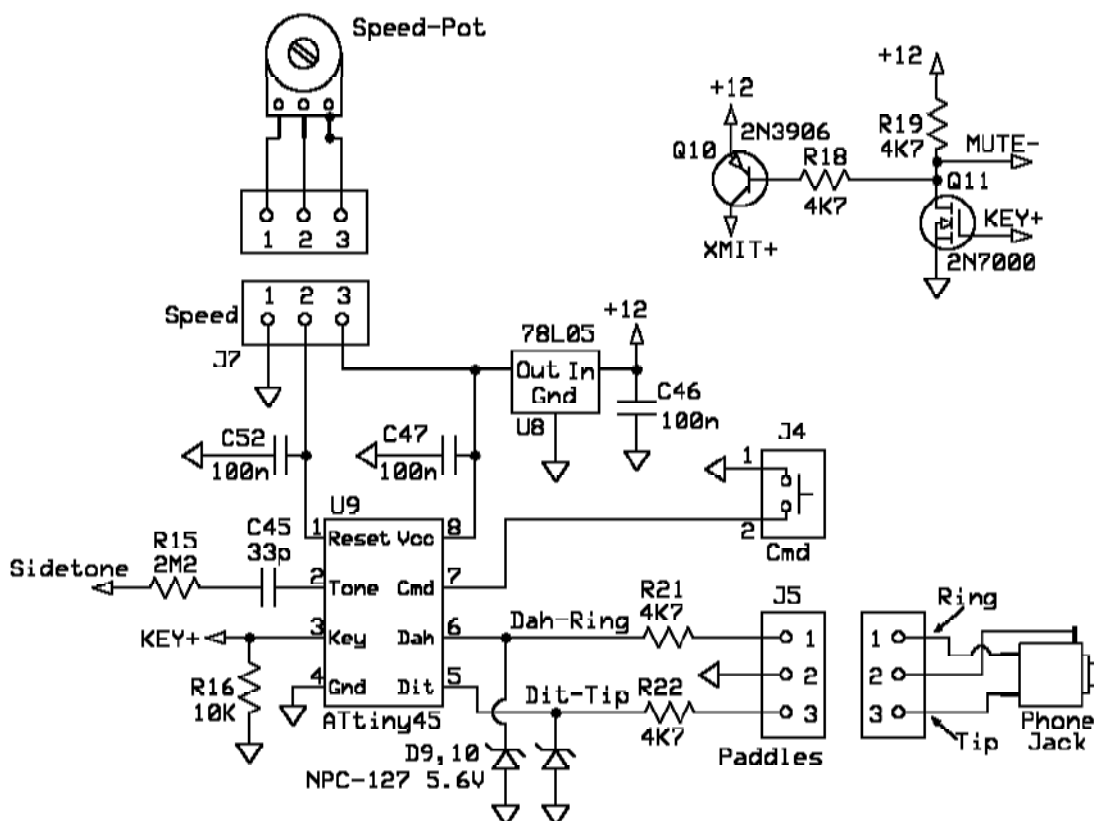 Speed-Pot
1 2 3
Speed
1 2 3
J7
+12
+12
2N3906
Q10
R18
4K7
R19
4K7
MUTE-
Q11
KEY+
2N7000
XMIT+
+12
78L05
Out In
Gnd
U8
C46
100n
C52
100n
C47
100n
J4
1
2
Cmd
U9
1 Reset Vcc 8
2 Tone Cmd 7
3 Key Dah 6
4 Gnd Dit 5
ATtiny45
C45
33p
R15
2M2
Sidetone
KEY+
R16
10K
Dah-Ring
R21
4K7
Dit-Tip
R22
4K7
D9,10
NPC-127 5.6V
J5
1
2
3
Paddles
1
2
3
Ring
Tip
Phone
Jack